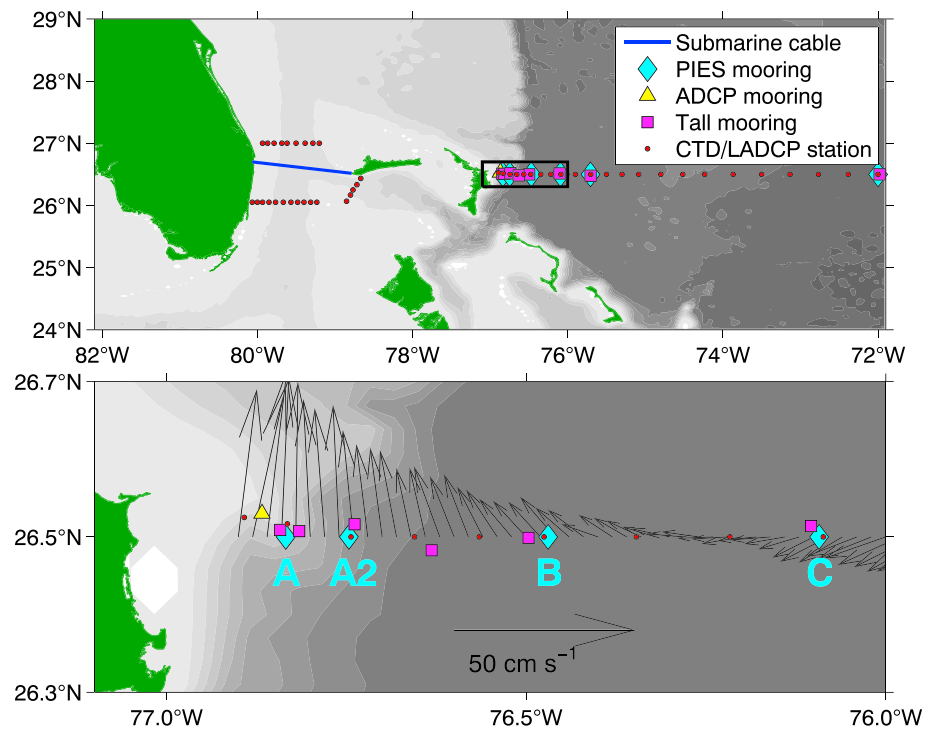 29°N
28°N
27°N
26°N
25°N
24°N
82°W
80°W
78°W
76°W
74°W
72°W
Submarine cable
PIES mooring
ADCP mooring
Tall mooring
CTD/LADCP station
26.7°N
26.5°N
26.3°N
77.0°W
76.5°W
76.0°W
A
A2
B
C
50 cm s⁻¹